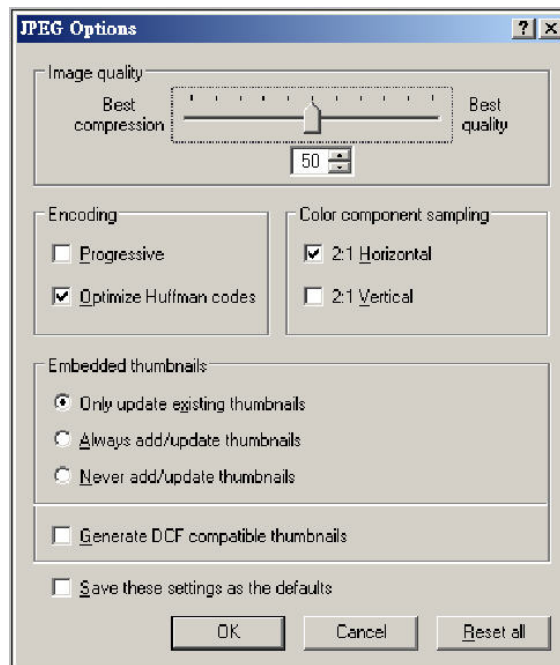 JPEG Options
Image quality
Best compression
Best quality
50
Encoding
Progressive
Optimize Huffman codes
Color component sampling
2:1 Horizontal
2:1 Vertical
Embedded thumbnails
Only update existing thumbnails
Always add/update thumbnails
Never add/update thumbnails
Generate DCF compatible thumbnails
Save these settings as the defaults
OK
Cancel
Reset all